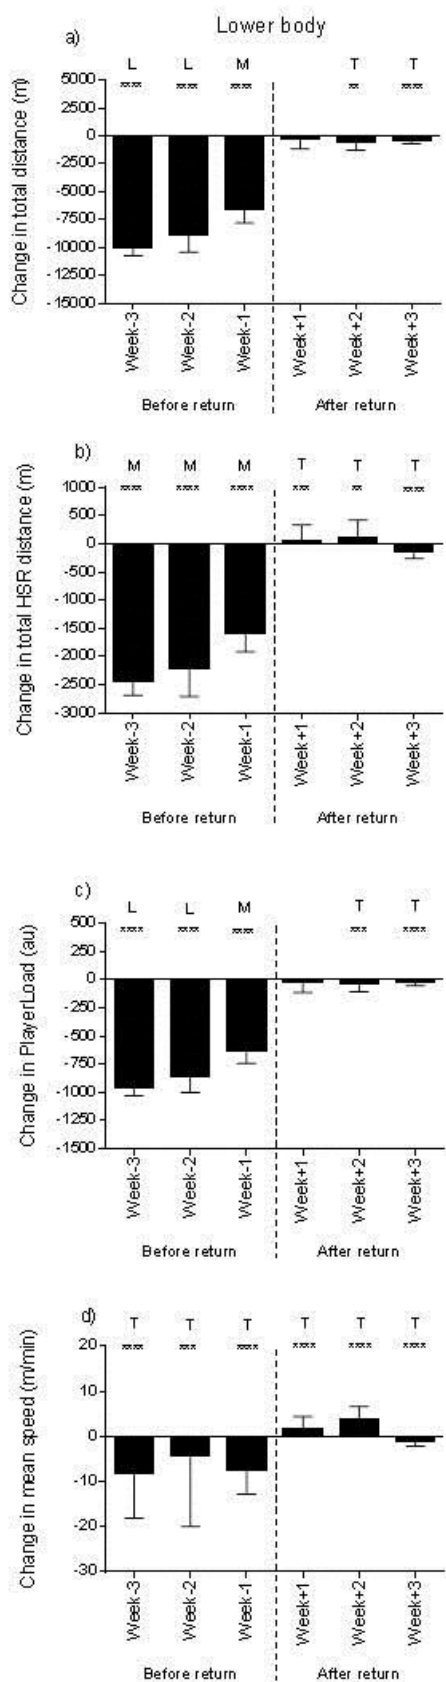 Lower body
a)
L L M T T
**** **** **** ** ****
Change in total distance (m)
5000
2500
0
-2500
-5000
-7500
-10000
-12500
-15000
Week-3 Week-2 Week-1 Week+1 Week+2 Week+3
Before return After return
b)
M M M T T T
**** **** **** *** ** ****
Change in total HSR distance (m)
1000
500
0
-500
-1000
-1500
-2000
-2500
-3000
Week-3 Week-2 Week-1 Week+1 Week+2 Week+3
Before return After return
c)
L L M T T
**** **** **** *** ****
Change in PlayerLoad (au)
500
250
0
-250
-500
-750
-1000
-1250
-1500
Week-3 Week-2 Week-1 Week+1 Week+2 Week+3
Before return After return
d)
T T T T T T
**** *** **** **** **** ****
Change in mean speed (m/min)
20
10
0
-10
-20
-30
Week-3 Week-2 Week-1 Week+1 Week+2 Week+3
Before return After return